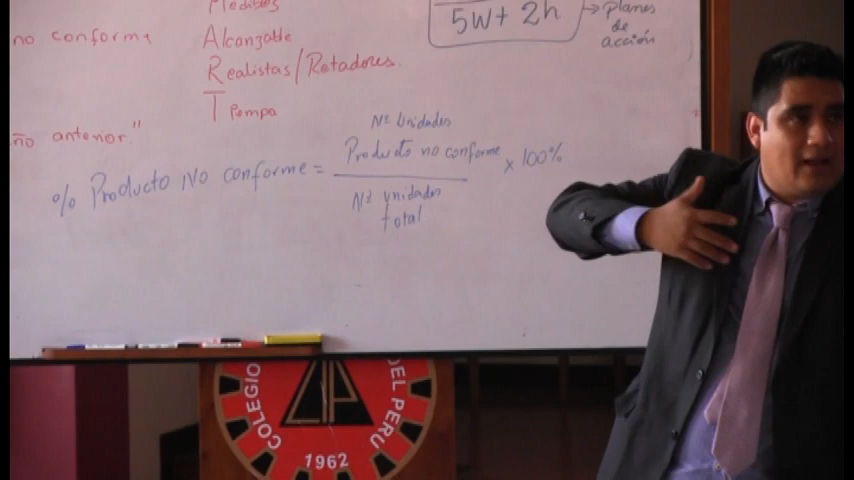 Medibles
no conforme
Alcanzable
Realistas/Retadores.
Tiempo
ño anterior."
5W+ 2h
planes
de
acción
% Producto No conforme =
Nº Unidades
Producto no conforme
x 100%
Nº unidades
total
COLEGIO
DEL PERU
CIP
1962